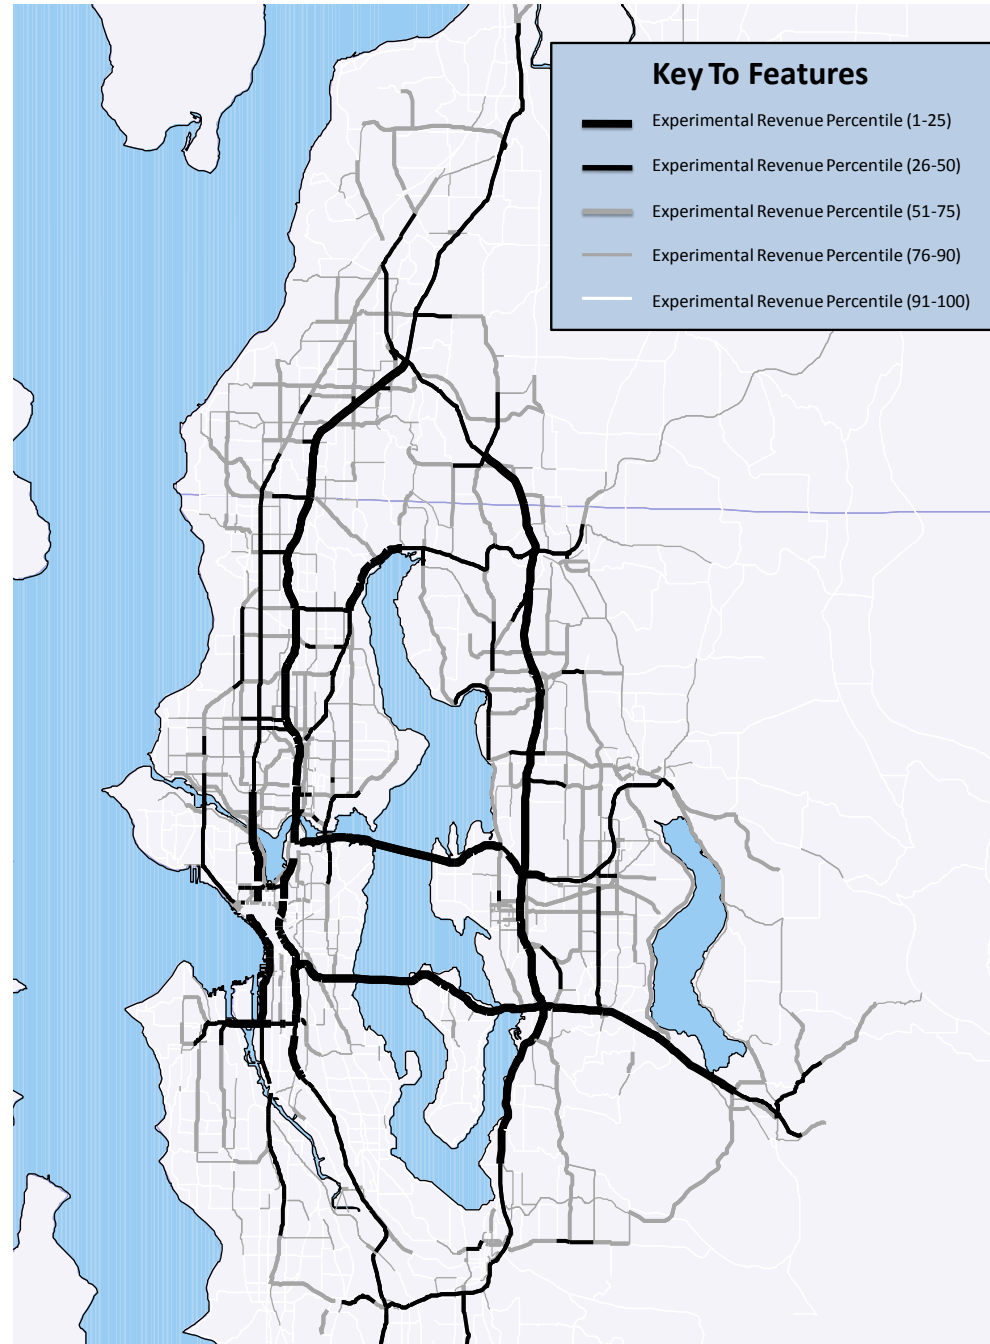 Key To Features
Experimental Revenue Percentile (1-25)
Experimental Revenue Percentile (26-50)
Experimental Revenue Percentile (51-75)
Experimental Revenue Percentile (76-90)
Experimental Revenue Percentile (91-100)